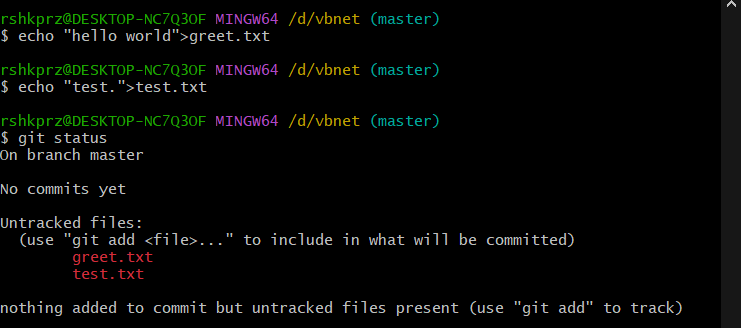 rshkprz@DESKTOP-NC7Q3OF MINGW64 /d/vbnet (master)
$ echo "hello world">greet.txt
rshkprz@DESKTOP-NC7Q3OF MINGW64 /d/vbnet (master)
$ echo "test.">test.txt
rshkprz@DESKTOP-NC7Q3OF MINGW64 /d/vbnet (master)
$ git status
On branch master
No commits yet
Untracked files:
  (use "git add <file>..." to include in what will be committed)
        greet.txt
        test.txt
nothing added to commit but untracked files present (use "git add" to track)